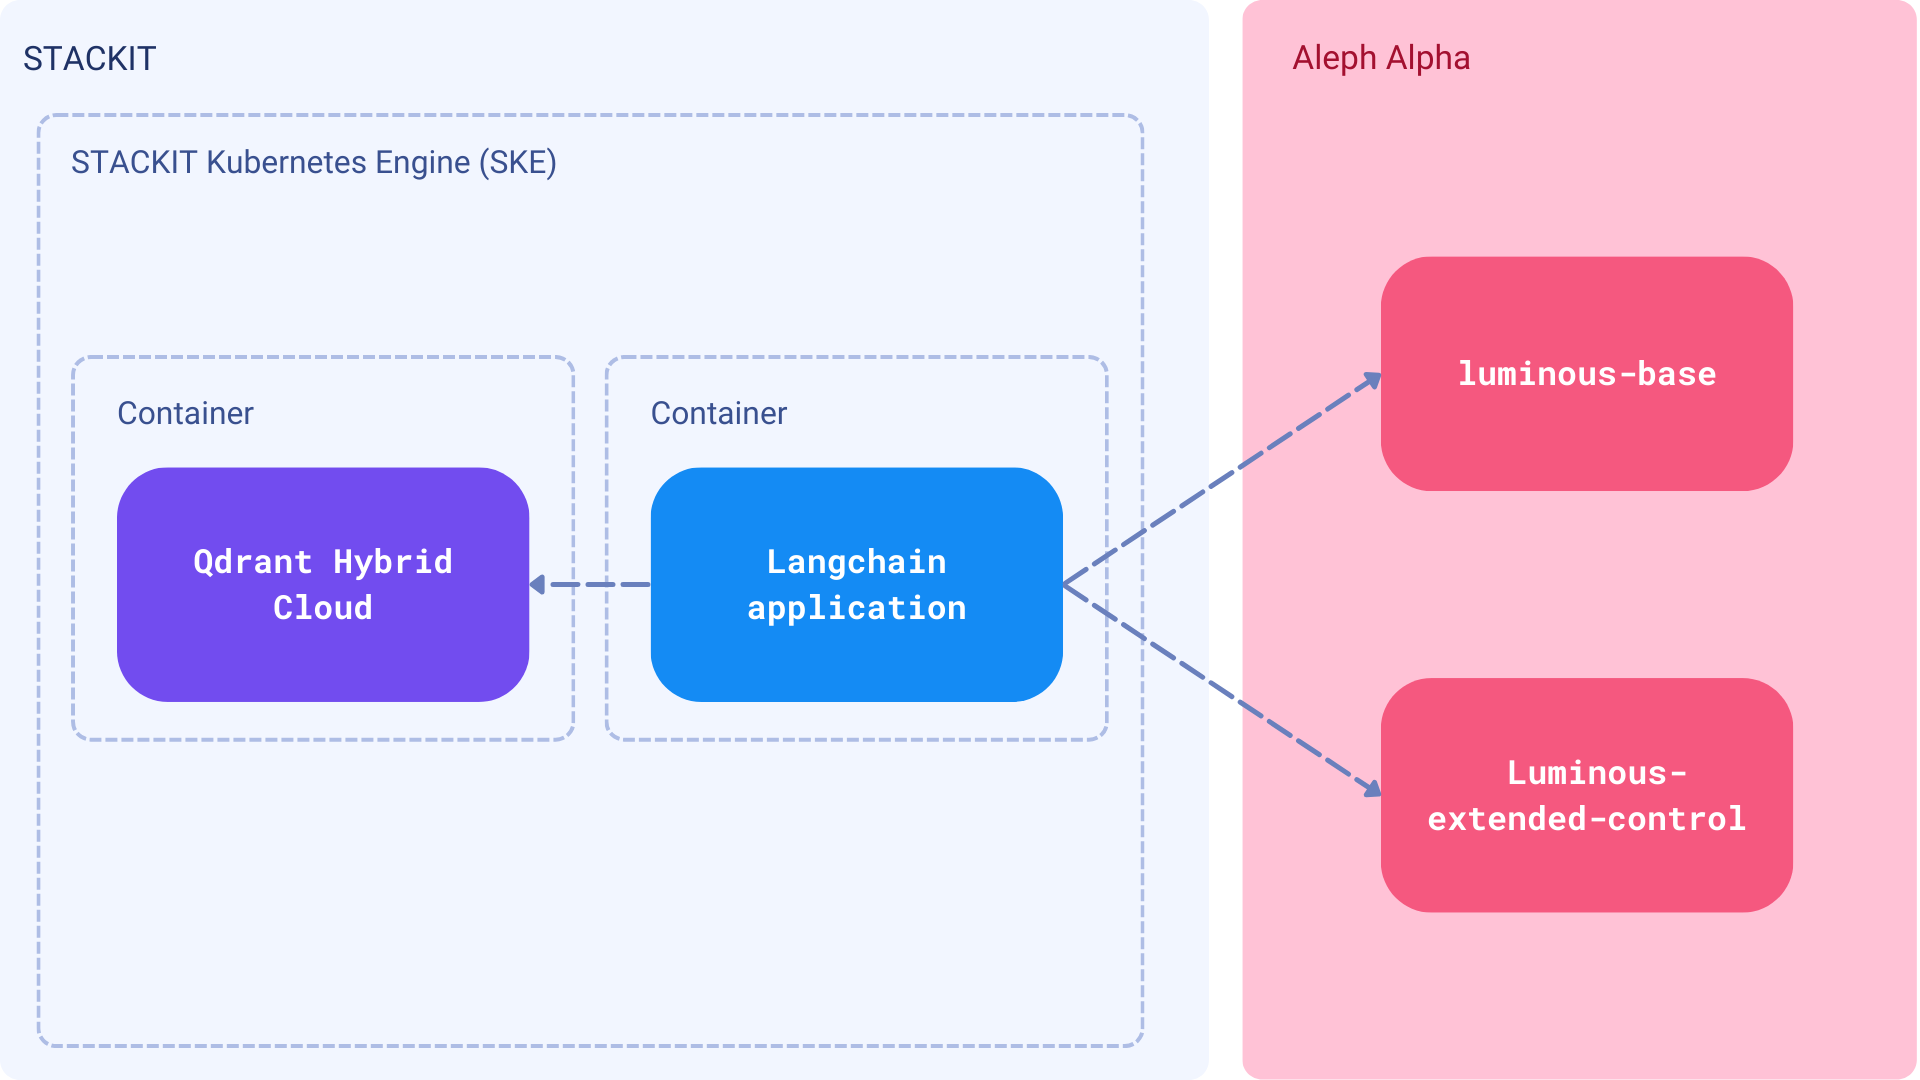 STACKIT
STACKIT Kubernetes Engine (SKE)
Container
Qdrant Hybrid
Cloud
Container
Langchain
application
Aleph Alpha
luminous-base
Luminous-
extended-control